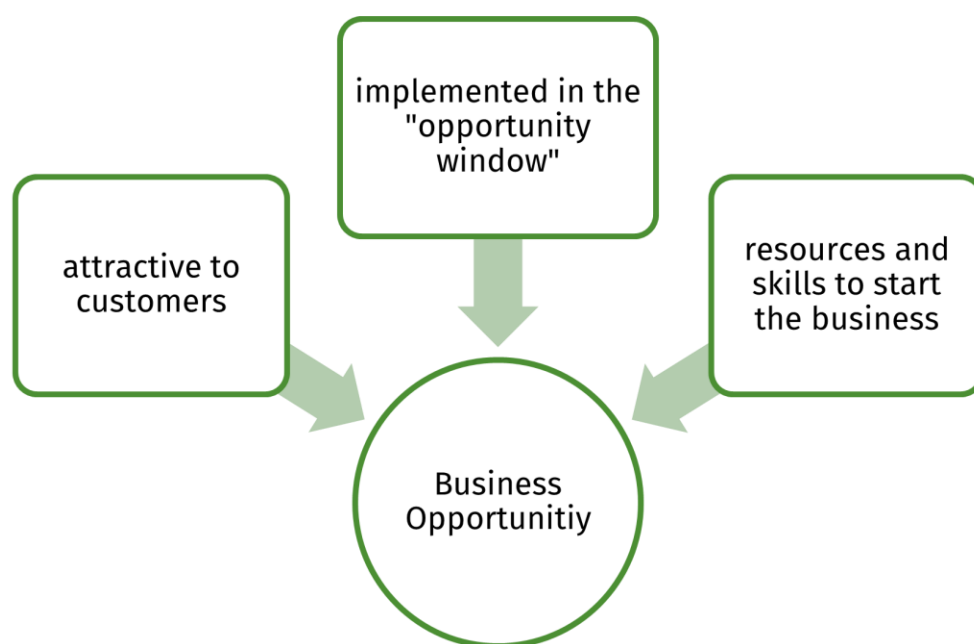 implemented in the
"opportunity
window"
attractive to
customers
resources and
skills to start
the business
Business
Opportunitiy